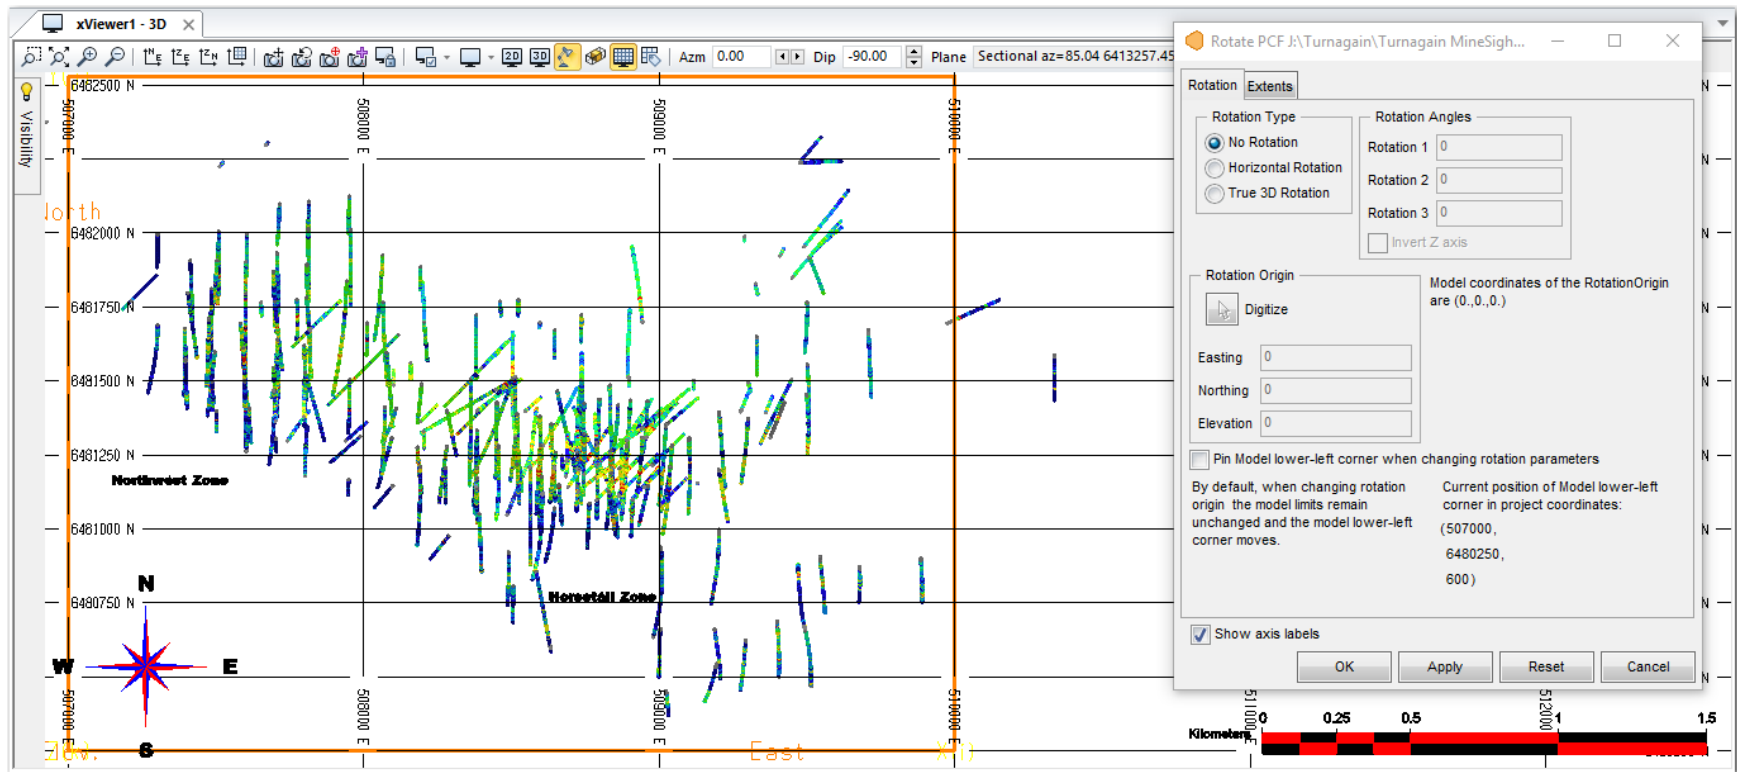 xViewer1 - 3D
Azm 0.00 Dip -90.00 Plane Sectional az=85.04 6413257.45
2D 3D
Visibility
6482500 N
507000 E
508000 E
509000 E
510000 E
North
6482000 N
6481750 N
6481500 N
6481250 N
Northwest Zone
6481000 N
Horsetail Zone
6480750 N
N
W E
S
507000 E
508000 E
509000 E
510000 E
511000 E
512000 E
East
Kilometers
0 0.25 0.5 1 1.5
Rotate PCF J:\Turnagain\Turnagain MineSigh...
Rotation Extents
Rotation Type
No Rotation
Horizontal Rotation
True 3D Rotation
Rotation Angles
Rotation 1 0
Rotation 2 0
Rotation 3 0
Invert Z axis
Rotation Origin
Digitize
Easting 0
Northing 0
Elevation 0
Model coordinates of the RotationOrigin
are (0.,0.,0.)
Pin Model lower-left corner when changing rotation parameters
By default, when changing rotation
origin the model limits remain
unchanged and the model lower-left
corner moves.
Current position of Model lower-left
corner in project coordinates:
(507000,
6480250,
600)
Show axis labels
OK Apply Reset Cancel
N
N
N
N
N
N
N
N